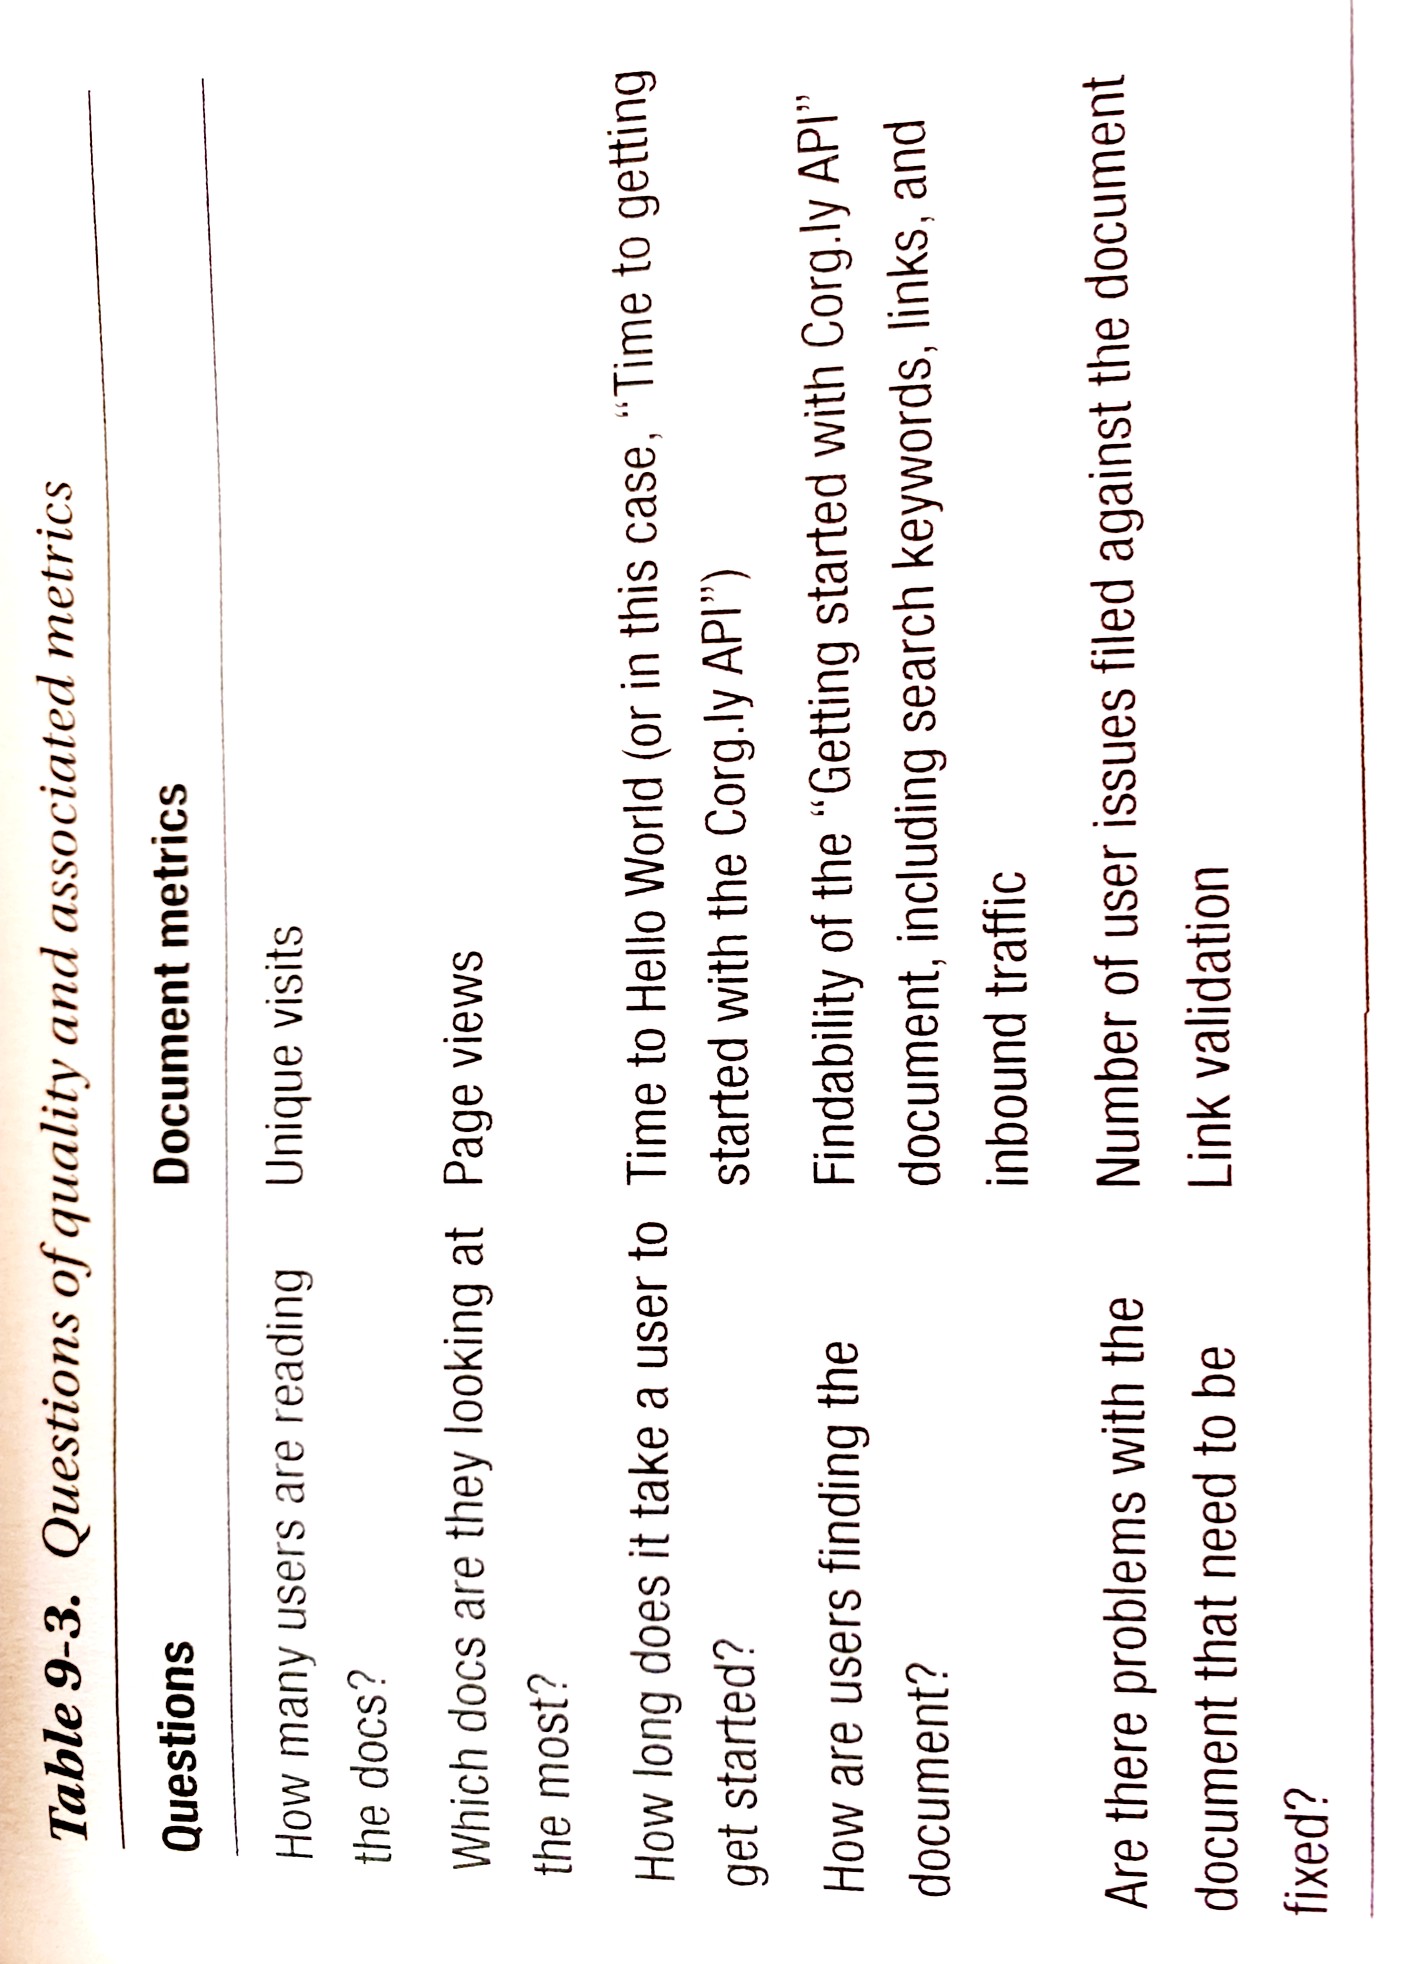 Table 9-3. Questions of quality and associated metrics
Questions Document metrics
How many users are reading Unique visits
the docs?
Which docs are they looking at Page views
the most?
How long does it take a user to Time to Hello World (or in this case, “Time to getting
get started? started with the Corg.ly API”)
How are users finding the Findability of the “Getting started with Corg.ly API”
document? document, including search keywords, links, and
inbound traffic
Are there problems with the Number of user issues filed against the document
document that need to be Link validation
fixed?